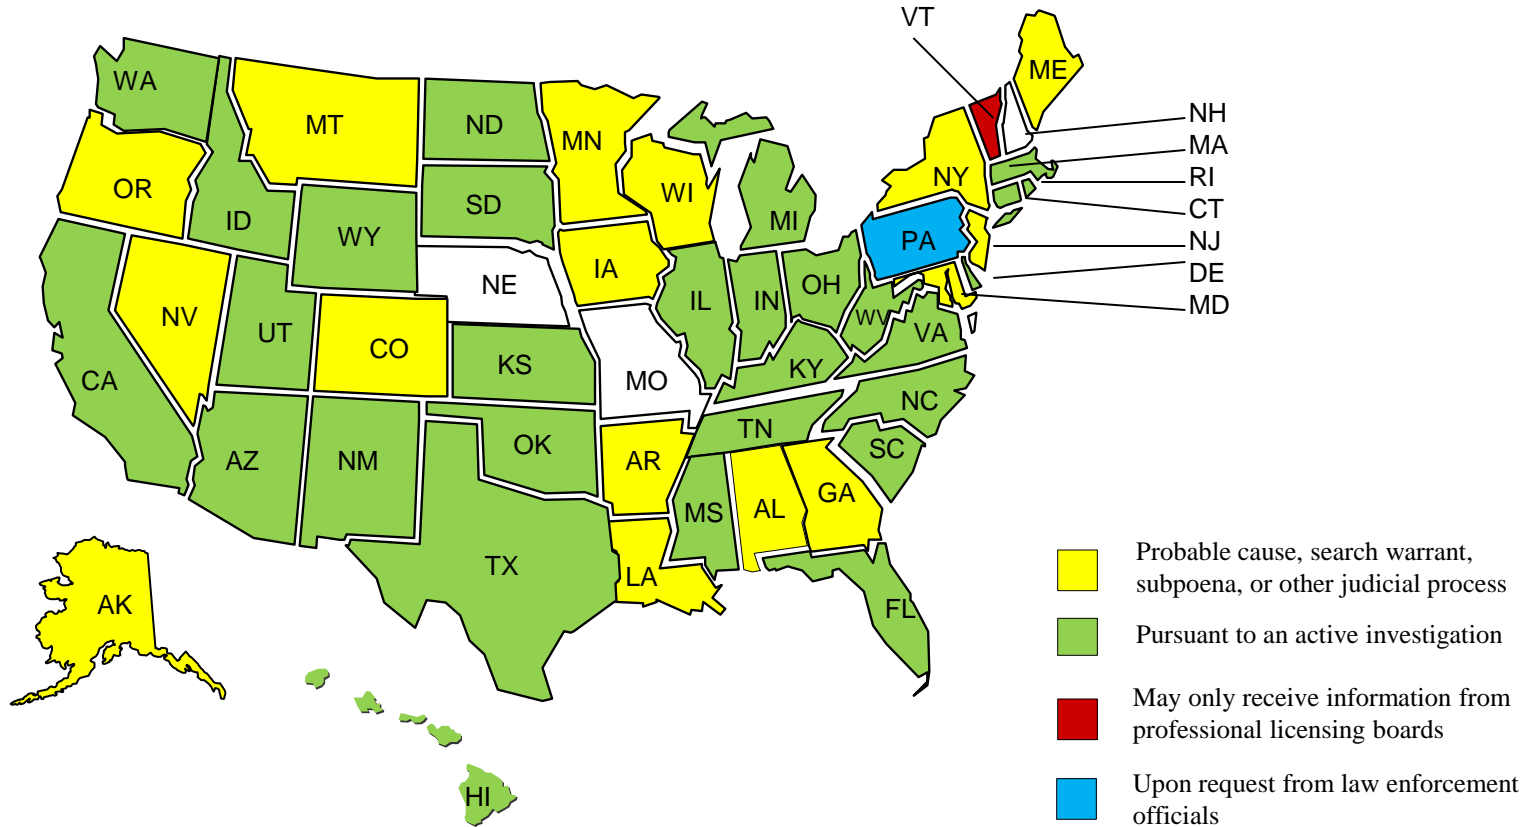 VT
ME
WA
MT
ND
MN
NH
MA
OR
NY
RI
WI
SD
ID
MI
CT
WY
PA
NJ
IA
DE
NE
OH
IL
IN
MD
NV
WV
UT
VA
CO
KS
KY
CA
MO
NC
TN
OK
SC
AZ
NM
AR
GA
AL
MS
TX
LA
AK
FL
HI
Probable cause, search warrant,
subpoena, or other judicial process
Pursuant to an active investigation
May only receive information from
professional licensing boards
Upon request from law enforcement
officials